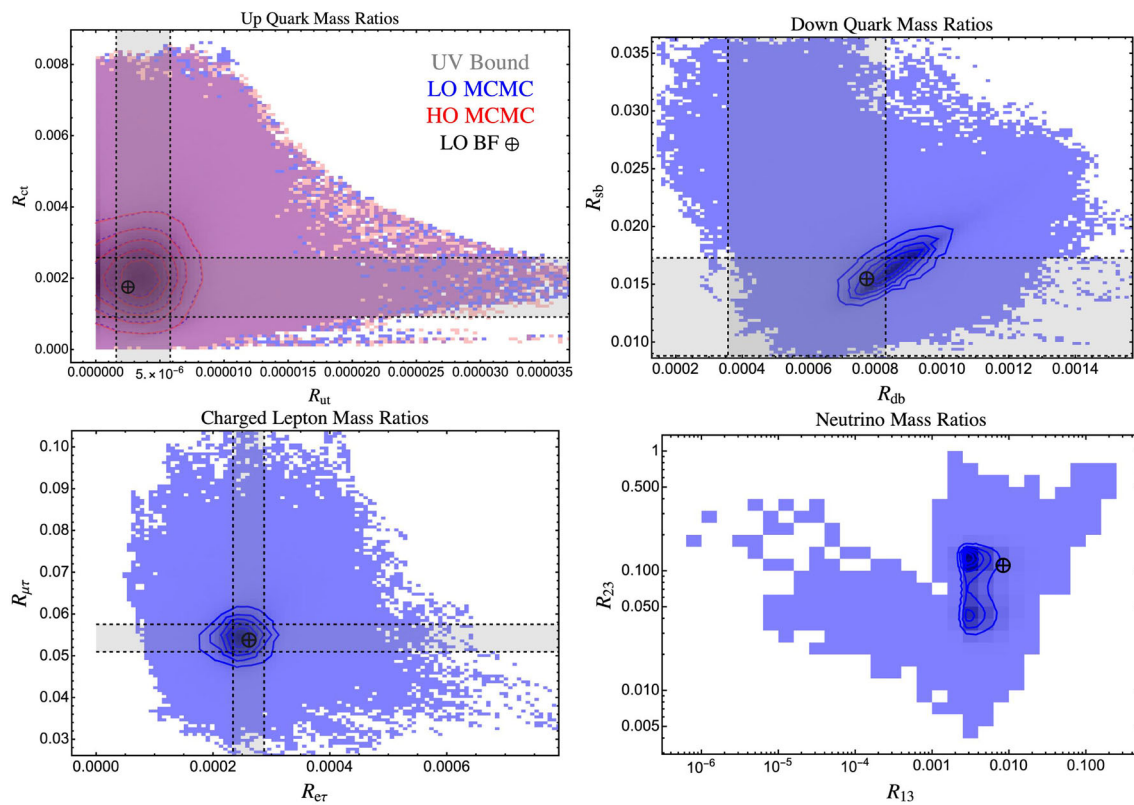 Up Quark Mass Ratios
0.008
0.006
0.004
0.002
0.000
R_ct
UV Bound
LO MCMC
HO MCMC
LO BF ⊕
0.000000 5.×10⁻⁶ 0.000010 0.000015 0.000020 0.000025 0.000030 0.000035
R_ut
Down Quark Mass Ratios
0.035
0.030
0.025
0.020
0.015
0.010
R_sb
0.0002 0.0004 0.0006 0.0008 0.0010 0.0012 0.0014
R_db
Charged Lepton Mass Ratios
0.10
0.09
0.08
0.07
0.06
0.05
0.04
0.03
R_μτ
0.0000 0.0002 0.0004 0.0006
R_eτ
Neutrino Mass Ratios
1
0.500
0.100
0.050
0.010
0.005
R_23
10⁻⁶ 10⁻⁵ 10⁻⁴ 0.001 0.010 0.100
R_13